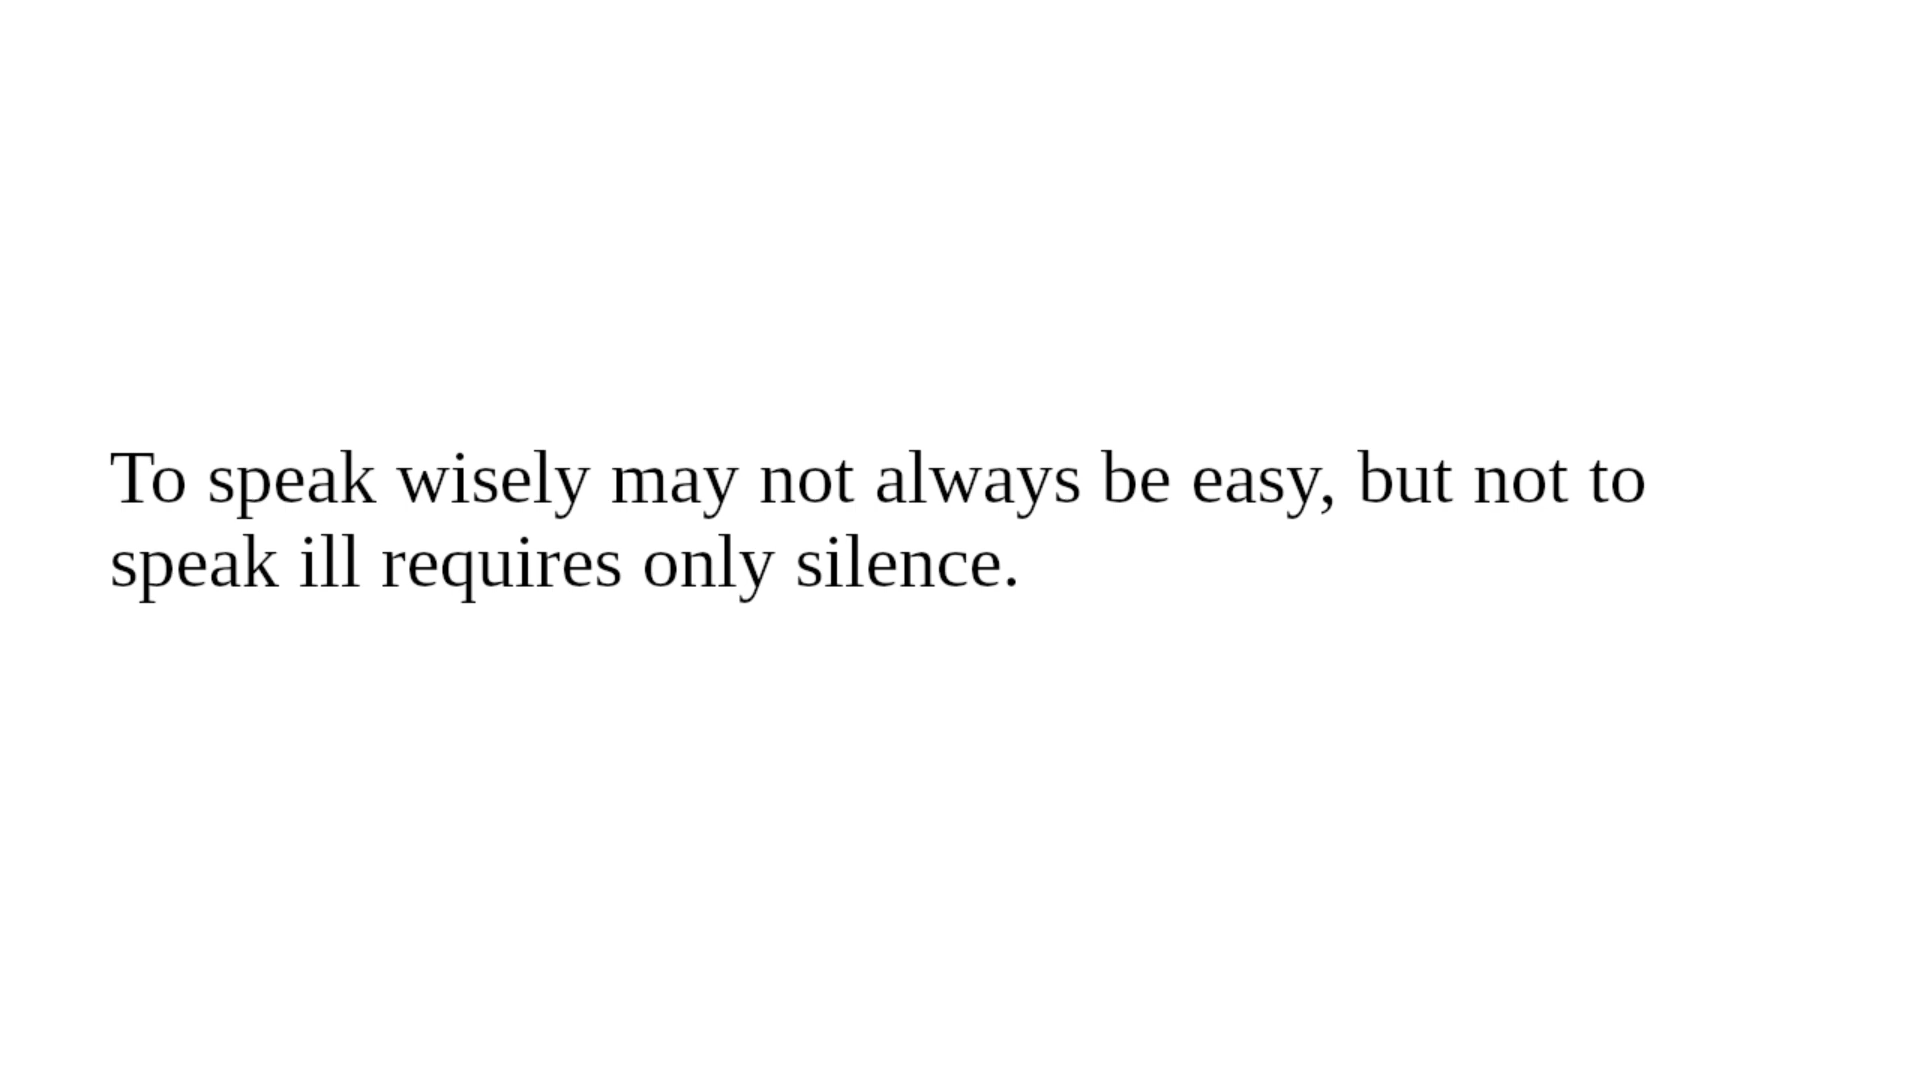 To speak wisely may not always be easy, but not to
speak ill requires only silence.